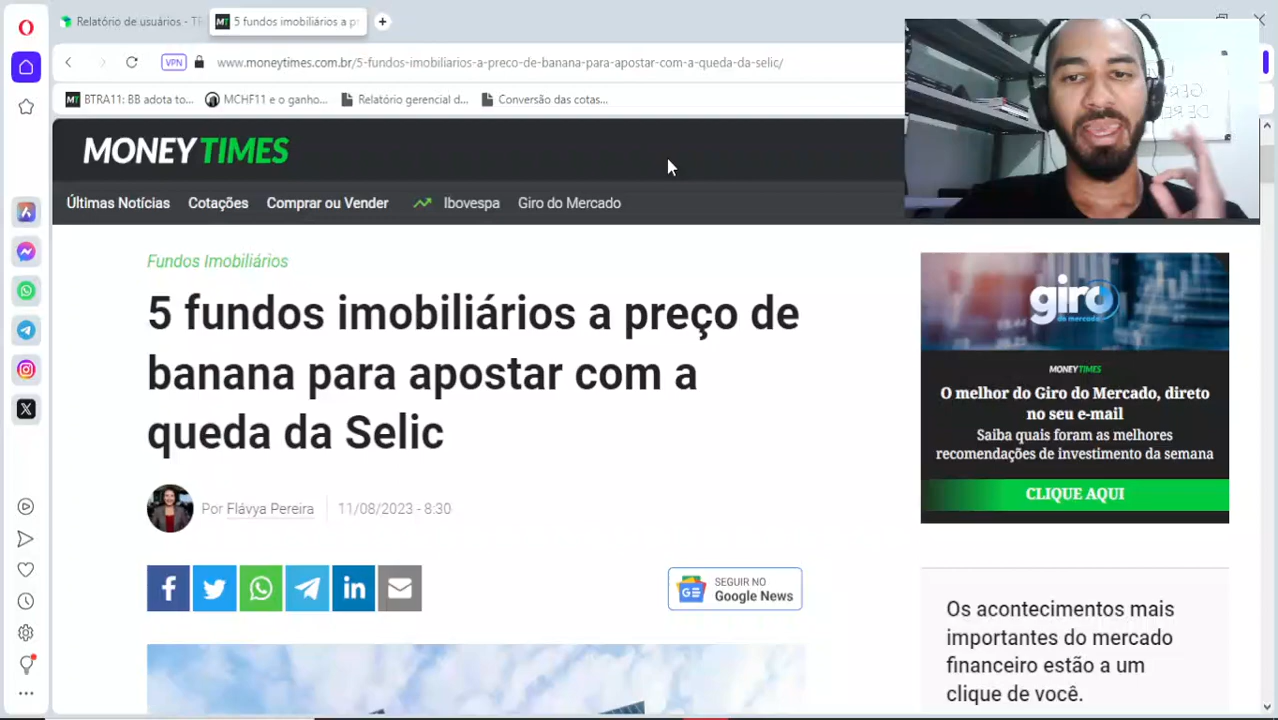 Relatório de usuários - T
5 fundos imobiliários a p
VPN
www.moneytimes.com.br/5-fundos-imobiliarios-a-preco-de-banana-para-apostar-com-a-queda-da-selic/
BTRA11: BB adota to...
MCHF11 e o ganho...
Relatório gerencial d...
Conversão das cotas...
MONEY TIMES
Últimas Notícias
Cotações
Comprar ou Vender
Ibovespa
Giro do Mercado
Fundos Imobiliários
5 fundos imobiliários a preço de
banana para apostar com a
queda da Selic
Por Flávya Pereira
11/08/2023 - 8:30
SEGUIR NO
Google News
giro
do mercado
MONEY TIMES
O melhor do Giro do Mercado, direto
no seu e-mail
Saiba quais foram as melhores
recomendações de investimento da semana
CLIQUE AQUI
Os acontecimentos mais
importantes do mercado
financeiro estão a um
clique de você.